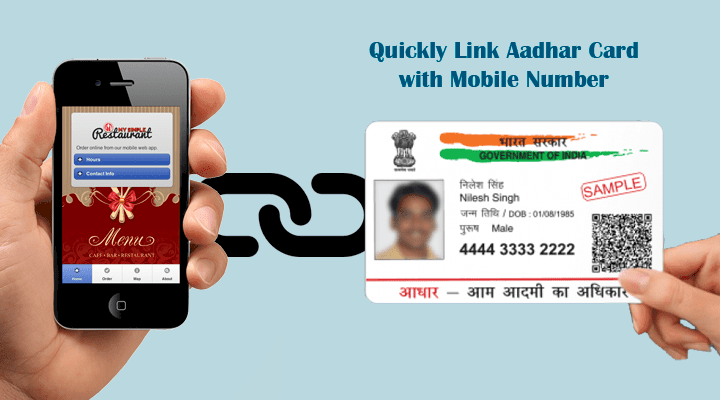 Quickly Link Aadhar Card
with Mobile Number
MY SIMPLE
Restaurant
Order online from our mobile web app.
Hours
Contact Info
Menu
CAFE • BAR • RESTAURANT
Home Order Map About
भारत सरकार
GOVERNMENT OF INDIA
निलेश सिंह
Nilesh Singh
जन्म तिथि / DOB : 01/08/1985
पुरूष Male
SAMPLE
4444 3333 2222
आधार — आम आदमी का अधिकार